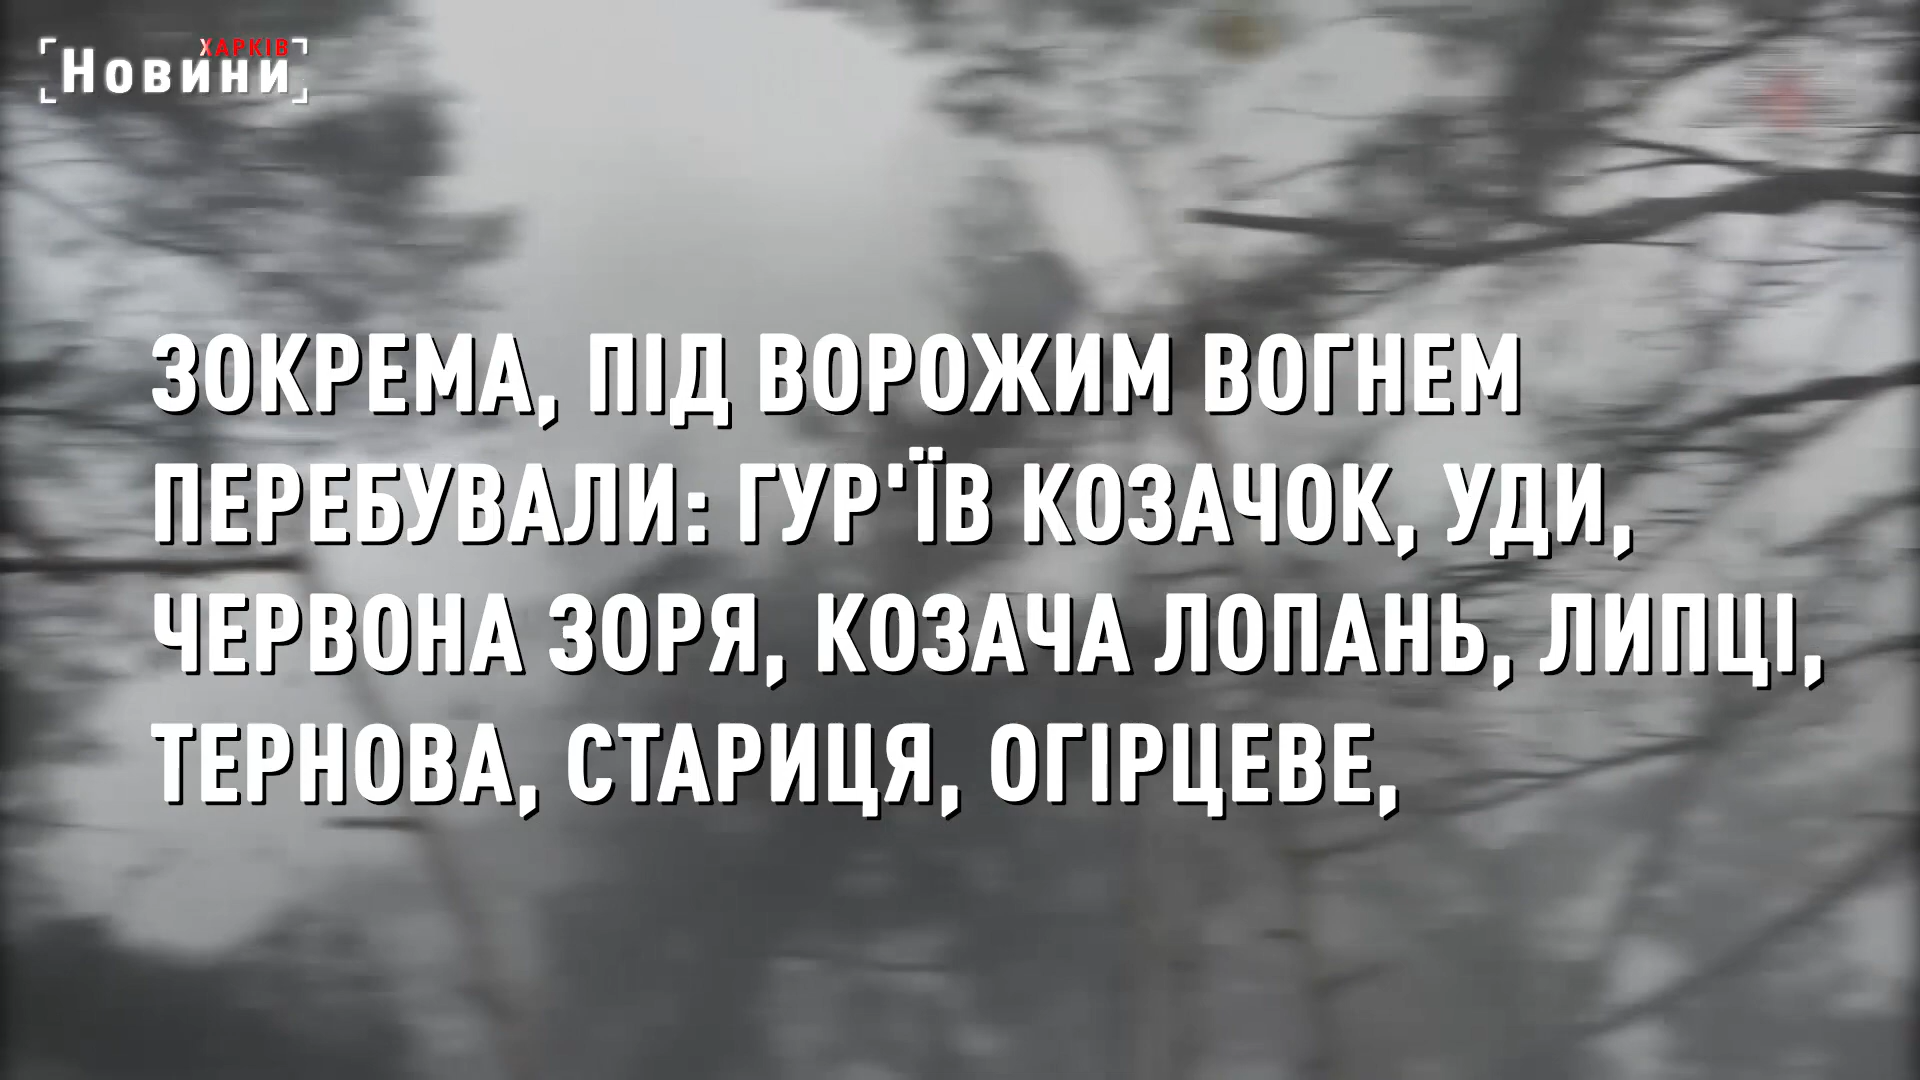 ХАРКІВ
Новини
ЗОКРЕМА, ПІД ВОРОЖИМ ВОГНЕМ
ПЕРЕБУВАЛИ: ГУР'ЇВ КОЗАЧОК, УДИ,
ЧЕРВОНА ЗОРЯ, КОЗАЧА ЛОПАНЬ, ЛИПЦІ,
ТЕРНОВА, СТАРИЦЯ, ОГІРЦЕВЕ,